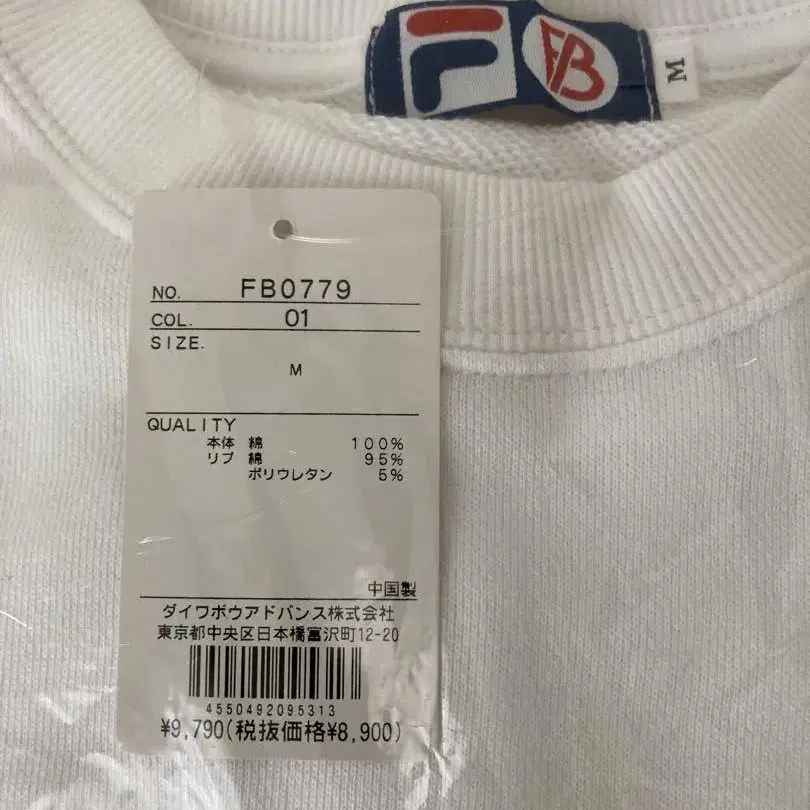 F FB
M
NO. FB0779
COL. 01
SIZE.
M
QUALITY
本体 綿 100%
リブ 綿 95%
ポリウレタン 5%
中国製
ダイワボウアドバンス株式会社
東京都中央区日本橋富沢町12-20
4550492095313
¥9,790(税抜価格¥8,900)